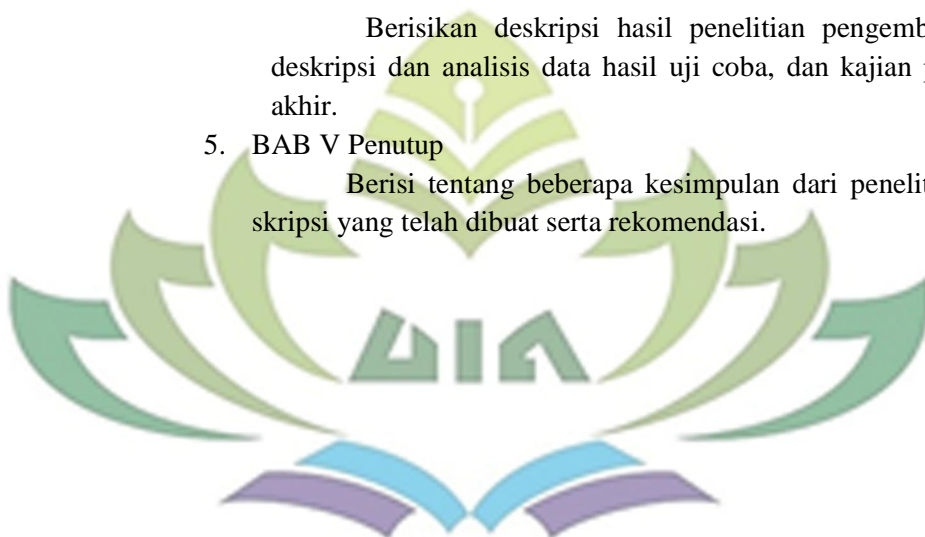 Berisikan deskripsi hasil penelitian
deskripsi dan analisis data hasil uji coba, dan kajian
akhir.
5. BAB V Penutup
Berisi tentang beberapa kesimpulan dari
skripsi yang telah dibuat serta rekomendasi.
UIN